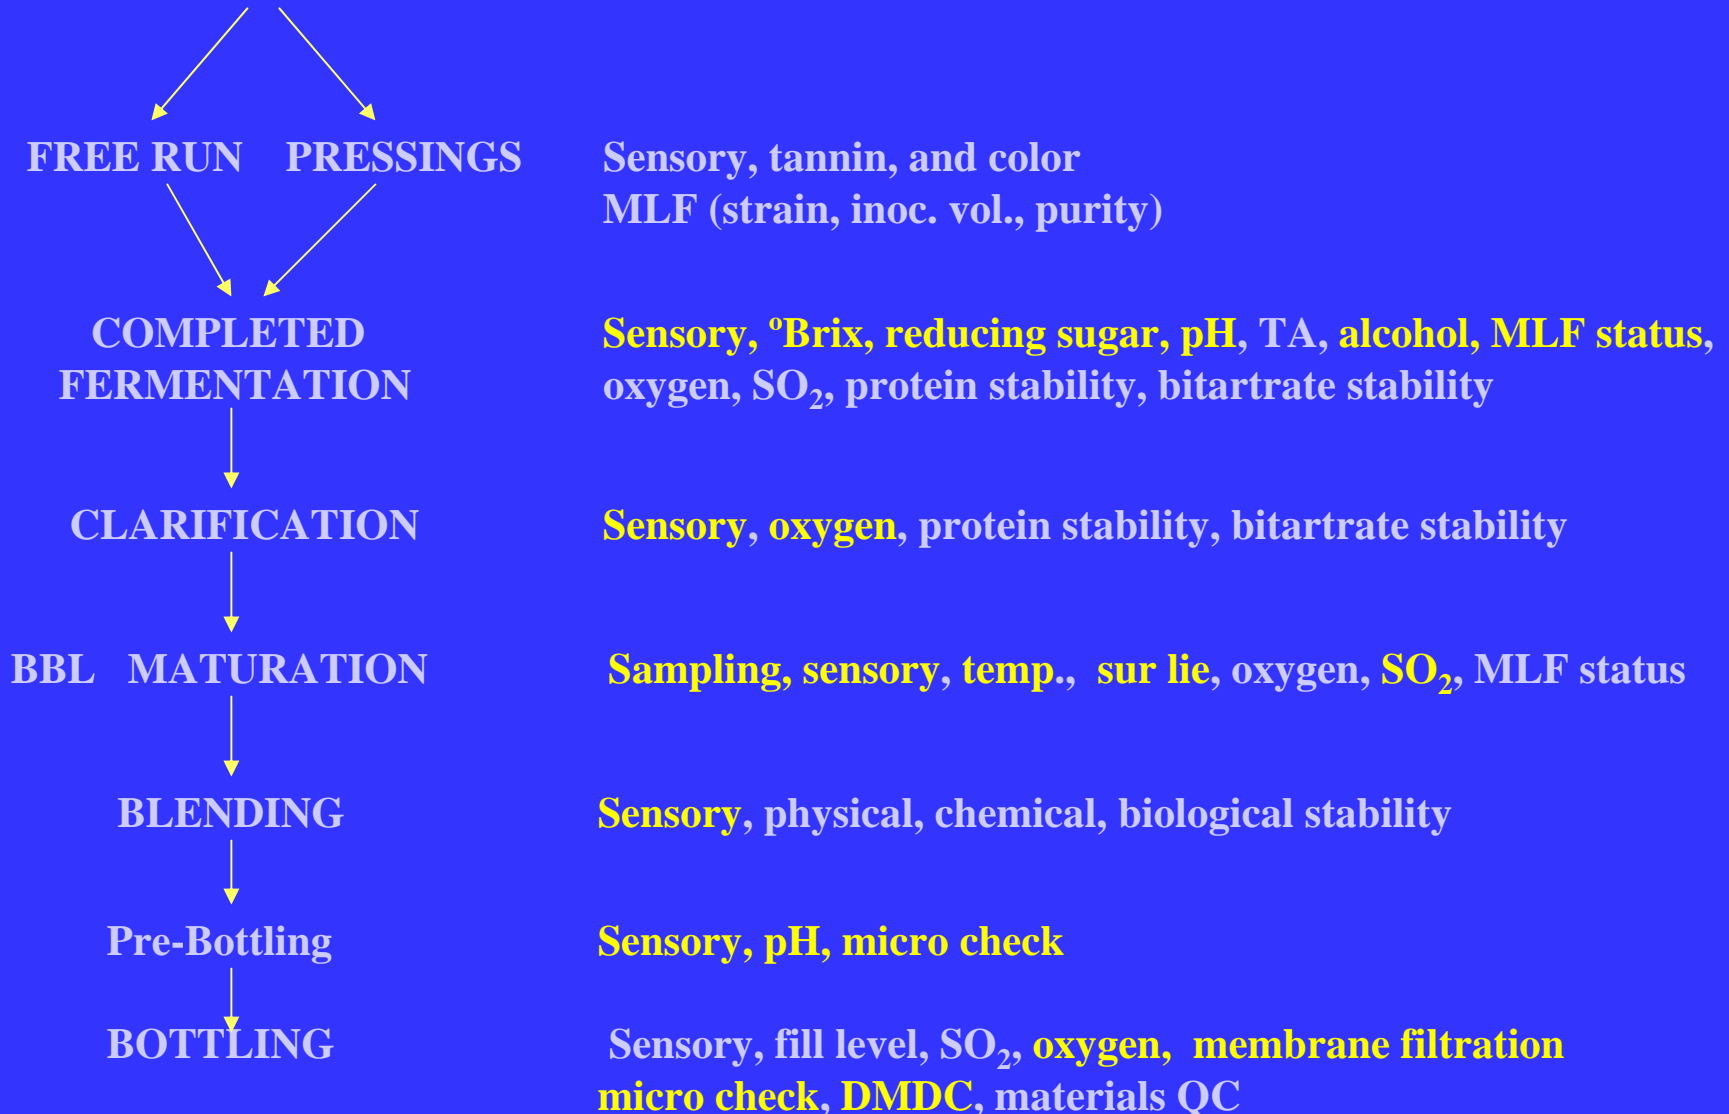 FREE RUN PRESSINGS Sensory, tannin, and color
MLF (strain, inoc. vol., purity)
COMPLETED Sensory, ºBrix, reducing sugar, pH, TA, alcohol, MLF status,
FERMENTATION oxygen, SO₂, protein stability, bitartrate stability
CLARIFICATION Sensory, oxygen, protein stability, bitartrate stability
BBL MATURATION Sampling, sensory, temp., sur lie, oxygen, SO₂, MLF status
BLENDING Sensory, physical, chemical, biological stability
Pre-Bottling Sensory, pH, micro check
BOTTLING Sensory, fill level, SO₂, oxygen, membrane filtration
micro check, DMDC, materials QC